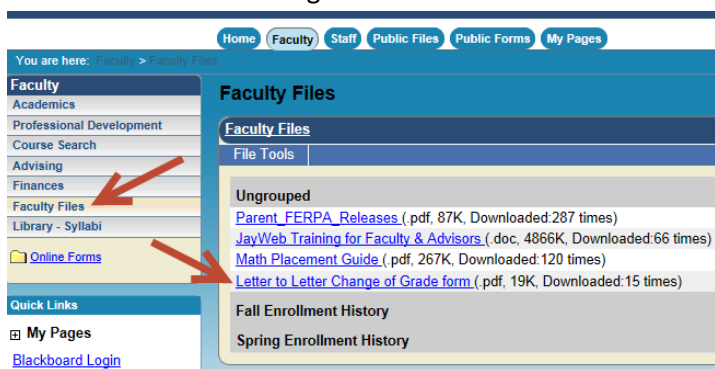 Home Faculty Staff Public Files Public Forms My Pages
You are here: Faculty > Faculty Files
Faculty
Academics
Professional Development
Course Search
Advising
Finances
Faculty Files
Library - Syllabi
Online Forms
Quick Links
My Pages
Blackboard Login
Faculty Files
Faculty Files
File Tools
Ungrouped
Parent_FERPA_Releases (.pdf, 87K, Downloaded:287 times)
JayWeb Training for Faculty & Advisors (.doc, 4866K, Downloaded:66 times)
Math Placement Guide (.pdf, 267K, Downloaded:120 times)
Letter to Letter Change of Grade form (.pdf, 19K, Downloaded:15 times)
Fall Enrollment History
Spring Enrollment History